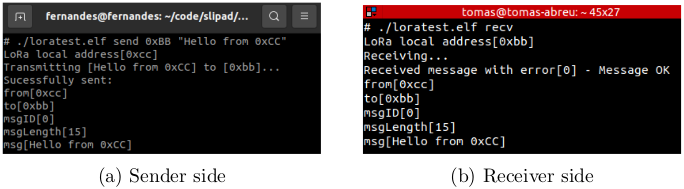 fernandes@fernandes: ~/code/slipad/...
# ./loratest.elf send 0xBB "Hello from 0xCC"
LoRa local address[0xcc]
Transmitting [Hello from 0xCC] to [0xbb]...
Sucessfully sent:
from[0xcc]
to[0xbb]
msgID[0]
msgLength[15]
msg[Hello from 0xCC]
(a) Sender side
tomas@tomas-abreu: ~ 45x27
# ./loratest.elf recv
LoRa local address[0xbb]
Receiving...
Received message with error[0] - Message OK
from[0xcc]
to[0xbb]
msgID[0]
msgLength[15]
msg[Hello from 0xCC]
(b) Receiver side